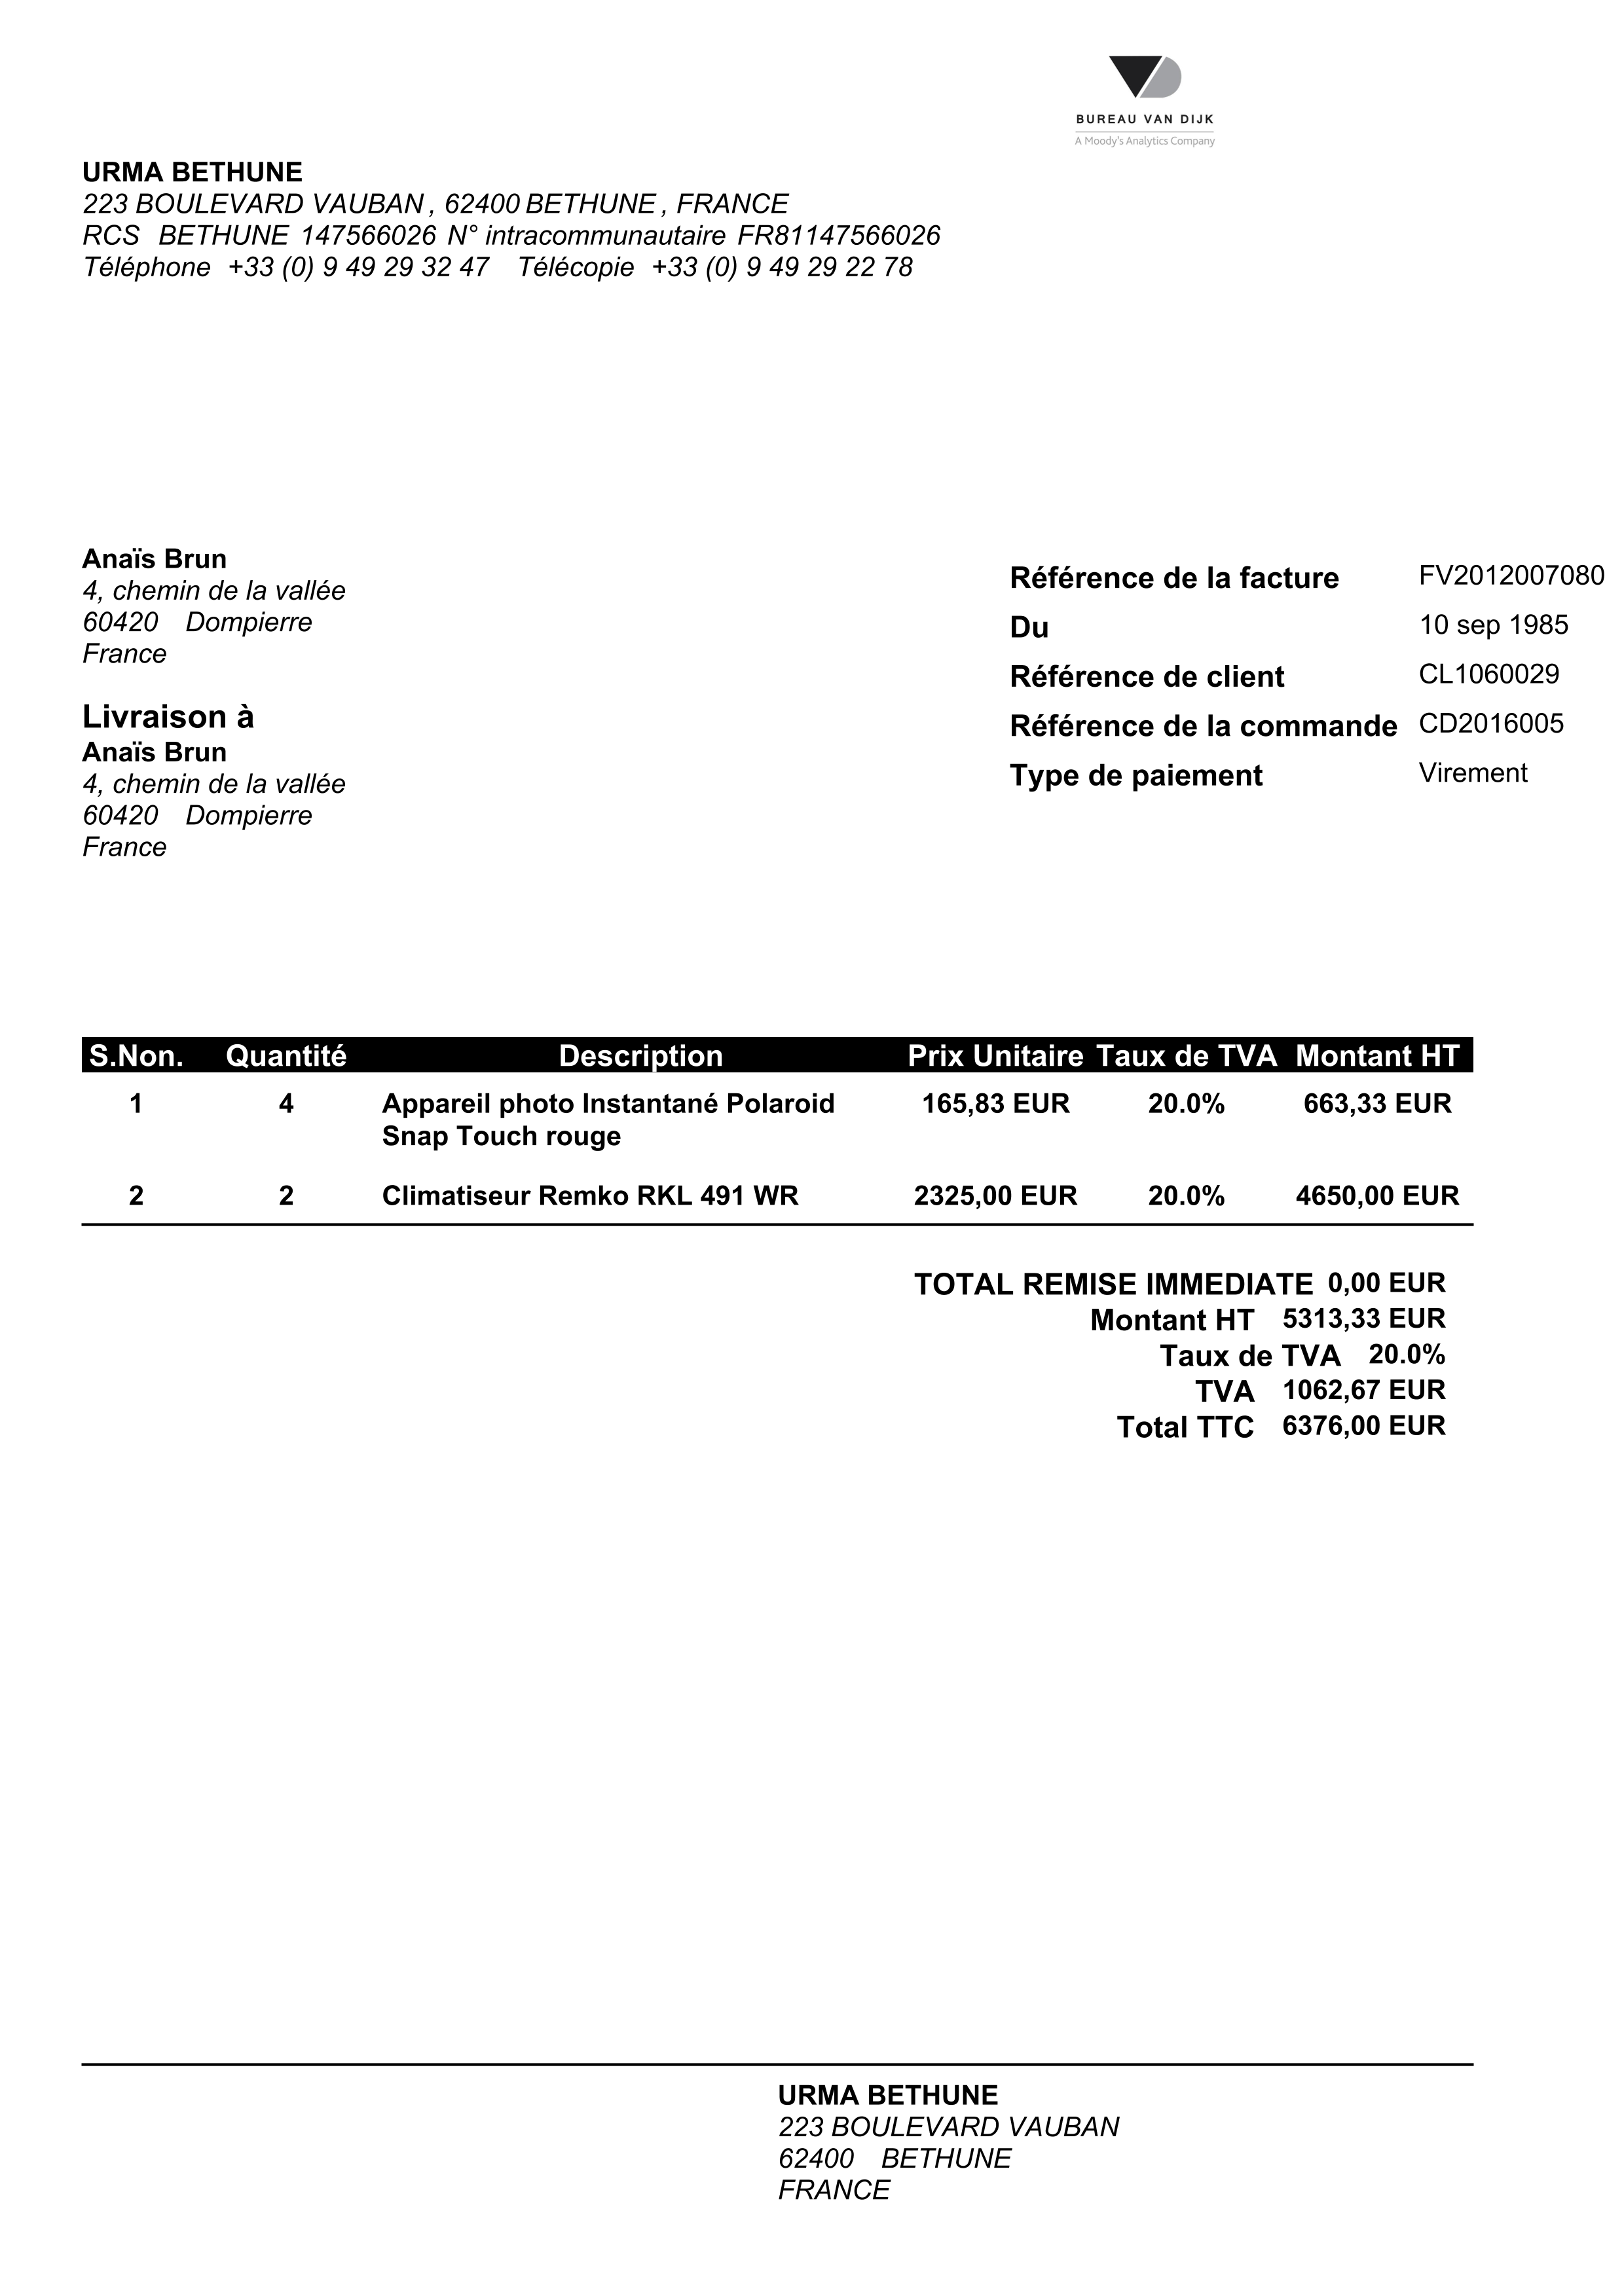 BUREAU VAN DIJK
A Moody's Analytics Company
URMA BETHUNE
223 BOULEVARD VAUBAN , 62400 BETHUNE , FRANCE
RCS BETHUNE 147566026 N° intracommunautaire FR81147566026
Téléphone +33 (0) 9 49 29 32 47 Télécopie +33 (0) 9 49 29 22 78
Anaïs Brun
4, chemin de la vallée
60420 Dompierre
France
Livraison à
Anaïs Brun
4, chemin de la vallée
60420 Dompierre
France
Référence de la facture FV2012007080
Du 10 sep 1985
Référence de client CL1060029
Référence de la commande CD2016005
Type de paiement Virement
S.Non. Quantité Description Prix Unitaire Taux de TVA Montant HT
1 4 Appareil photo Instantané Polaroid 165,83 EUR 20.0% 663,33 EUR
Snap Touch rouge
2 2 Climatiseur Remko RKL 491 WR 2325,00 EUR 20.0% 4650,00 EUR
TOTAL REMISE IMMEDIATE 0,00 EUR
Montant HT 5313,33 EUR
Taux de TVA 20.0%
TVA 1062,67 EUR
Total TTC 6376,00 EUR
URMA BETHUNE
223 BOULEVARD VAUBAN
62400 BETHUNE
FRANCE